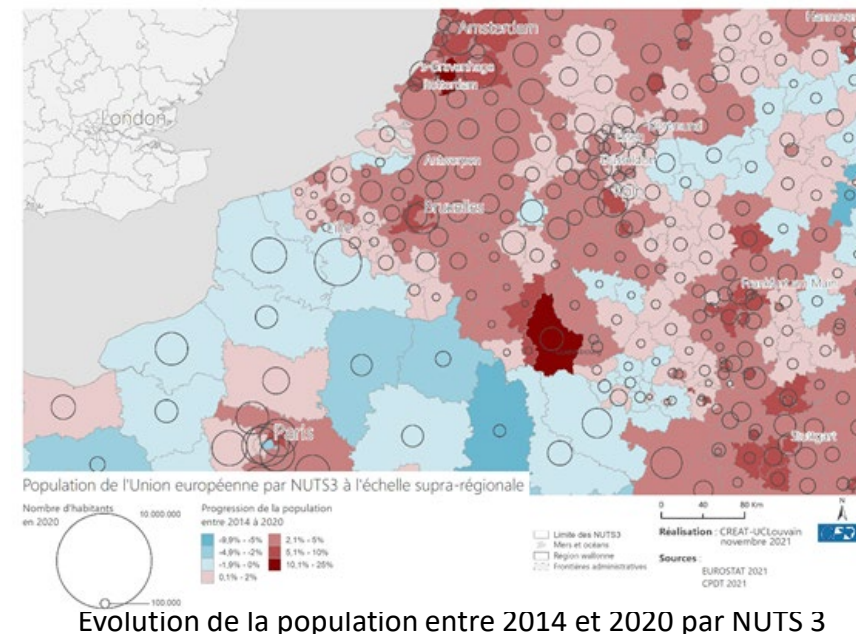 Hannover
Amsterdam
s-Gravenhage
Rotterdam
London
Dortmund
Antwerpen
Düsseldorf
Köln
Bruxelles
Lille
Frankfurt am Main
Luxembourg
Paris
Stuttgart
Population de l'Union européenne par NUTS3 à l'échelle supra-régionale
Nombre d'habitants
en 2020
10.000.000
100.000
Progression de la population
entre 2014 à 2020
-9,9% - -5%
-4,9% - -2%
-1,9% - 0%
0,1% - 2%
2,1% - 5%
5,1% - 10%
10,1% - 25%
Limite des NUTS3
Mers et océans
Region wallonne
Frontières administratives
0 40 80 Km
N
Réalisation : CREAT-UCLouvain
novembre 2021
Sources :
EUROSTAT 2021
CPDT 2021
Evolution de la population entre 2014 et 2020 par NUTS 3